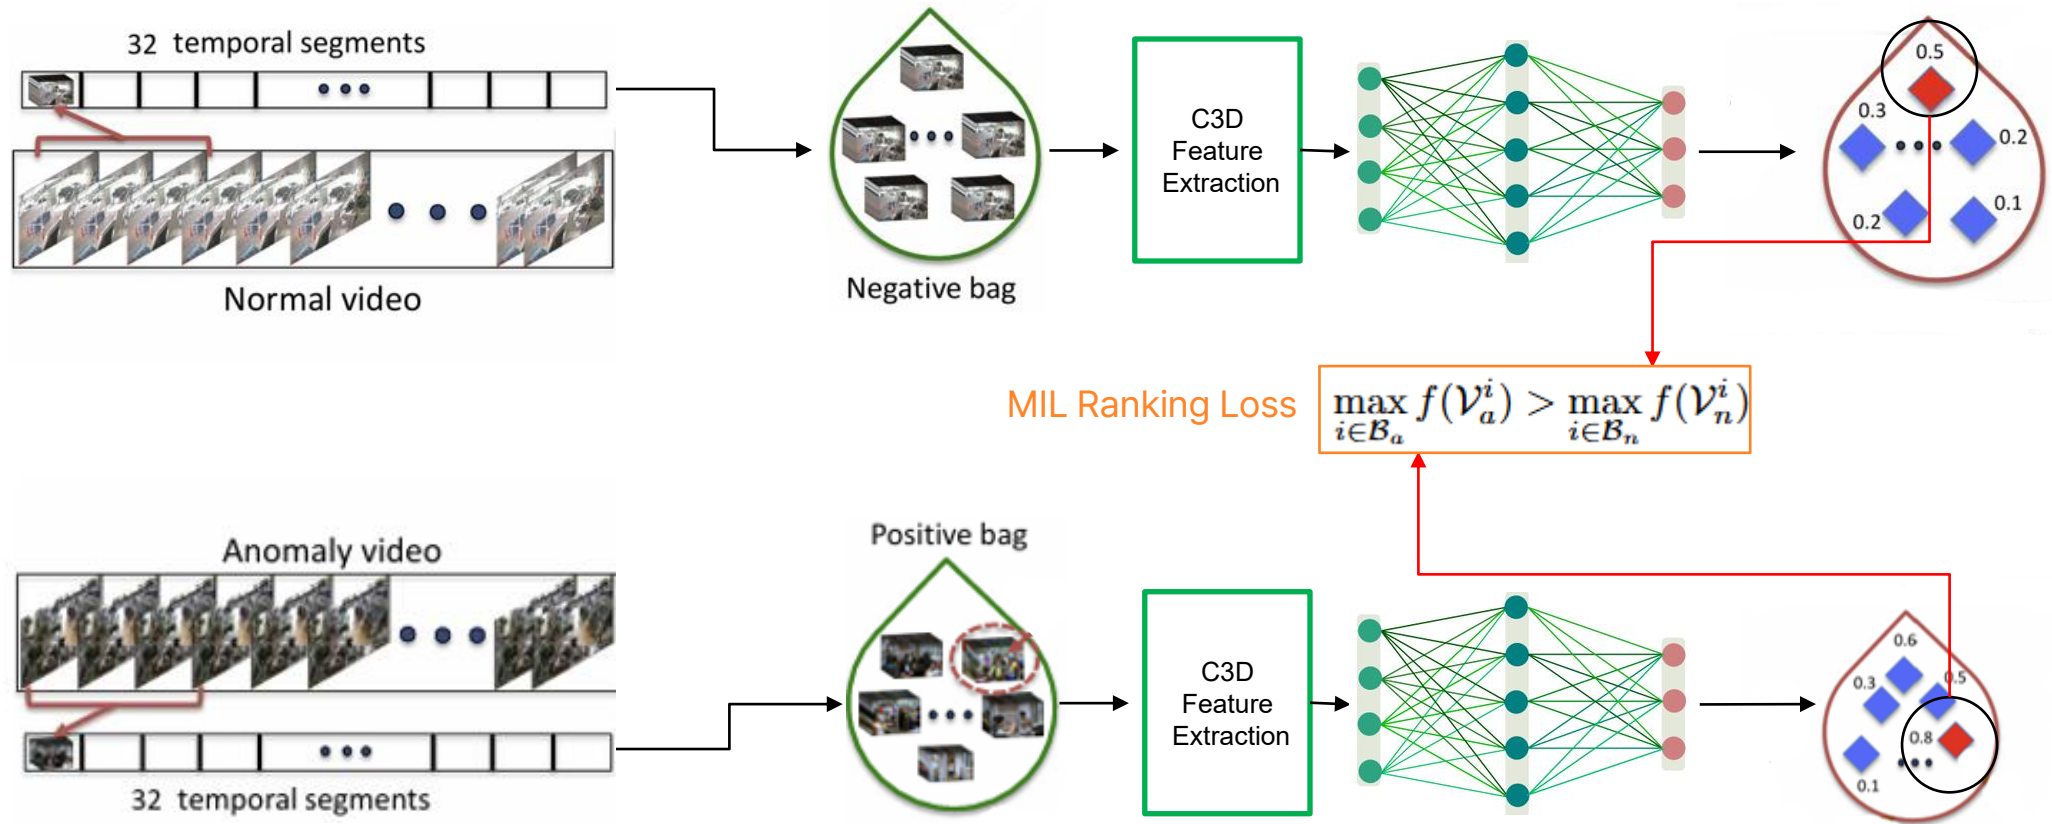 32 temporal segments
Normal video
Negative bag
C3D
Feature
Extraction
0.5
0.3
0.2
0.2
0.1
MIL Ranking Loss
max f(𝒱ₐⁱ) > max f(𝒱ₙⁱ)
i∈ℬₐ i∈ℬₙ
Anomaly video
32 temporal segments
Positive bag
C3D
Feature
Extraction
0.6
0.3
0.5
0.8
0.1